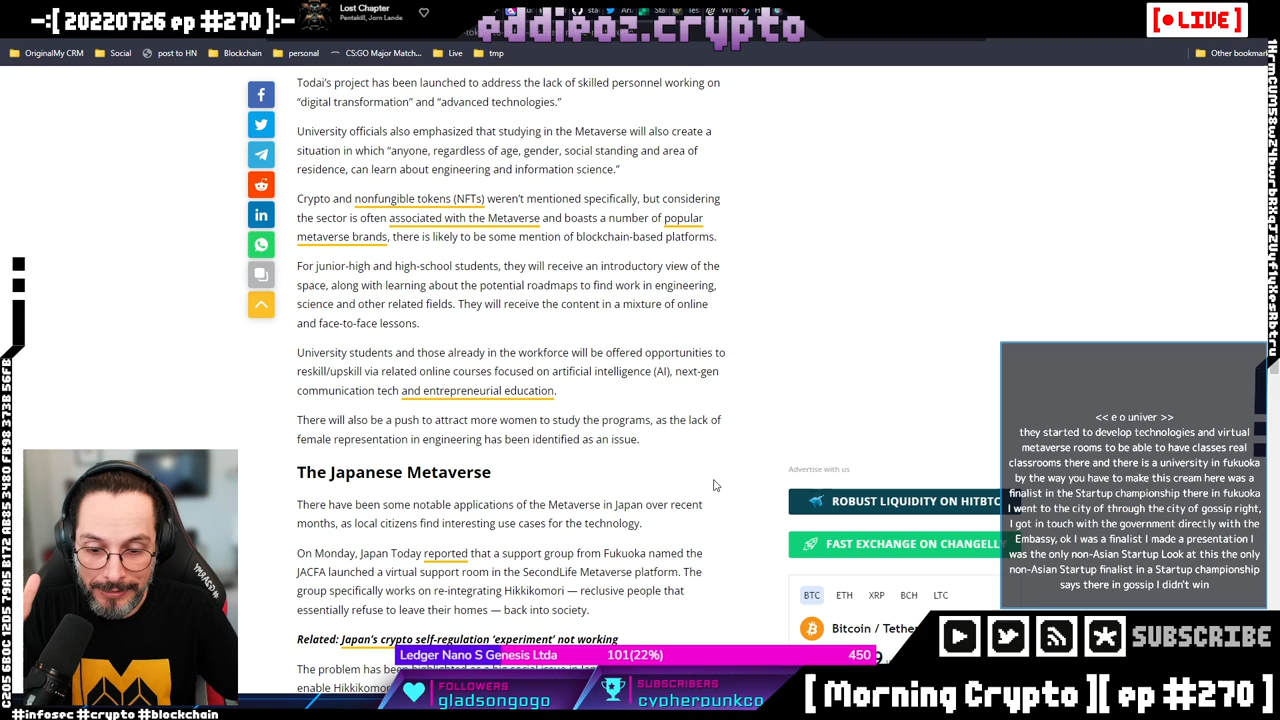 -:[ 20220726 ep #270 ]:-
Lost Chapter
Pentakill, Jorn Lande
eddieoz.crypto
[ LIVE ]
OriginalMy CRM
Social
post to HN
Blockchain
personal
CS:GO Major Match...
Live
tmp
Other bookmar
Todai's project has been launched to address the lack of skilled personnel working on
“digital transformation” and “advanced technologies.”
University officials also emphasized that studying in the Metaverse will also create a
situation in which “anyone, regardless of age, gender, social standing and area of
residence, can learn about engineering and information science.”
Crypto and nonfungible tokens (NFTs) weren't mentioned specifically, but considering
the sector is often associated with the Metaverse and boasts a number of popular
metaverse brands, there is likely to be some mention of blockchain-based platforms.
For junior-high and high-school students, they will receive an introductory view of the
space, along with learning about the potential roadmaps to find work in engineering,
science and other related fields. They will receive the content in a mixture of online
and face-to-face lessons.
University students and those already in the workforce will be offered opportunities to
reskill/upskill via related online courses focused on artificial intelligence (AI), next-gen
communication tech and entrepreneurial education.
There will also be a push to attract more women to study the programs, as the lack of
female representation in engineering has been identified as an issue.
The Japanese Metaverse
There have been some notable applications of the Metaverse in Japan over recent
months, as local citizens find interesting use cases for the technology.
On Monday, Japan Today reported that a support group from Fukuoka named the
JACFA launched a virtual support room in the SecondLife Metaverse platform. The
group specifically works on re-integrating Hikkikomori — reclusive people that
essentially refuse to leave their homes — back into society.
Related: Japan's crypto self-regulation ‘experiment’ not working
The problem has been
enable Hikkikomori
Advertise with us
ROBUST LIQUIDITY ON HITBTC
FAST EXCHANGE ON CHANGELLY
BTC ETH XRP BCH LTC
Bitcoin / Tether
<< e o univer >>
they started to develop technologies and virtual
metaverse rooms to be able to have classes real
classrooms there and there is a university in fukuoka
by the way you have to make this cream here was a
finalist in the Startup championship there in fukuoka
I went to the city of through the city of gossip right,
I got in touch with the government directly with the
Embassy, ok I was a finalist I made a presentation I
was the only non-Asian Startup Look at this the only
non-Asian Startup finalist in a Startup championship
says there in gossip I didn't win
Ledger Nano S Genesis Ltda 101(22%) 450
FOLLOWERS
gladsongogo
SUBSCRIBERS
cypherpunkco
SUBSCRIBE
[ Morning Crypto ][ ep #270 ]
#infosec #crypto #blockchain